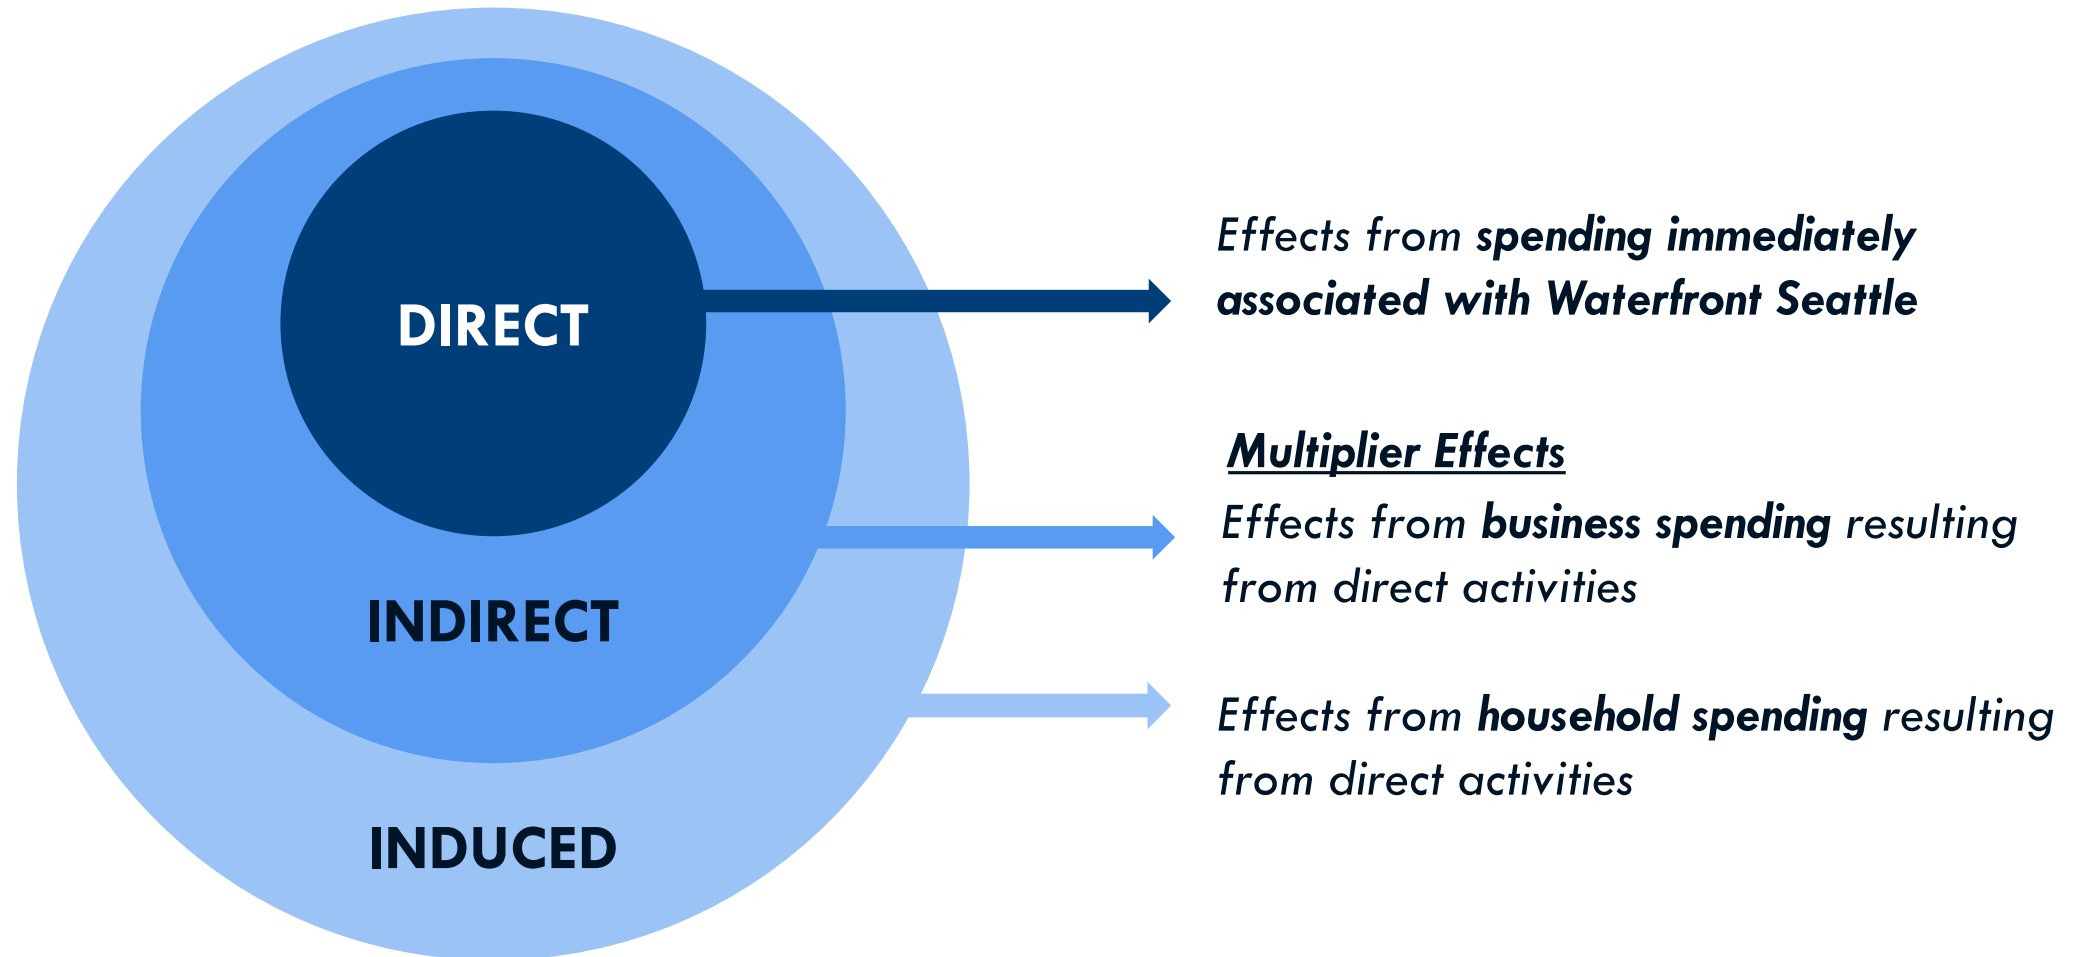 DIRECT
INDIRECT
INDUCED
Effects from spending immediately
associated with Waterfront Seattle
Multiplier Effects
Effects from business spending resulting
from direct activities
Effects from household spending resulting
from direct activities